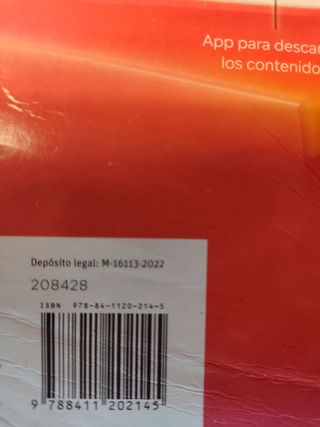 App para descar
los contenido
Depósito legal: M-16113-2022
208428
ISBN 978-84-1120-214-5
9 788411 202145